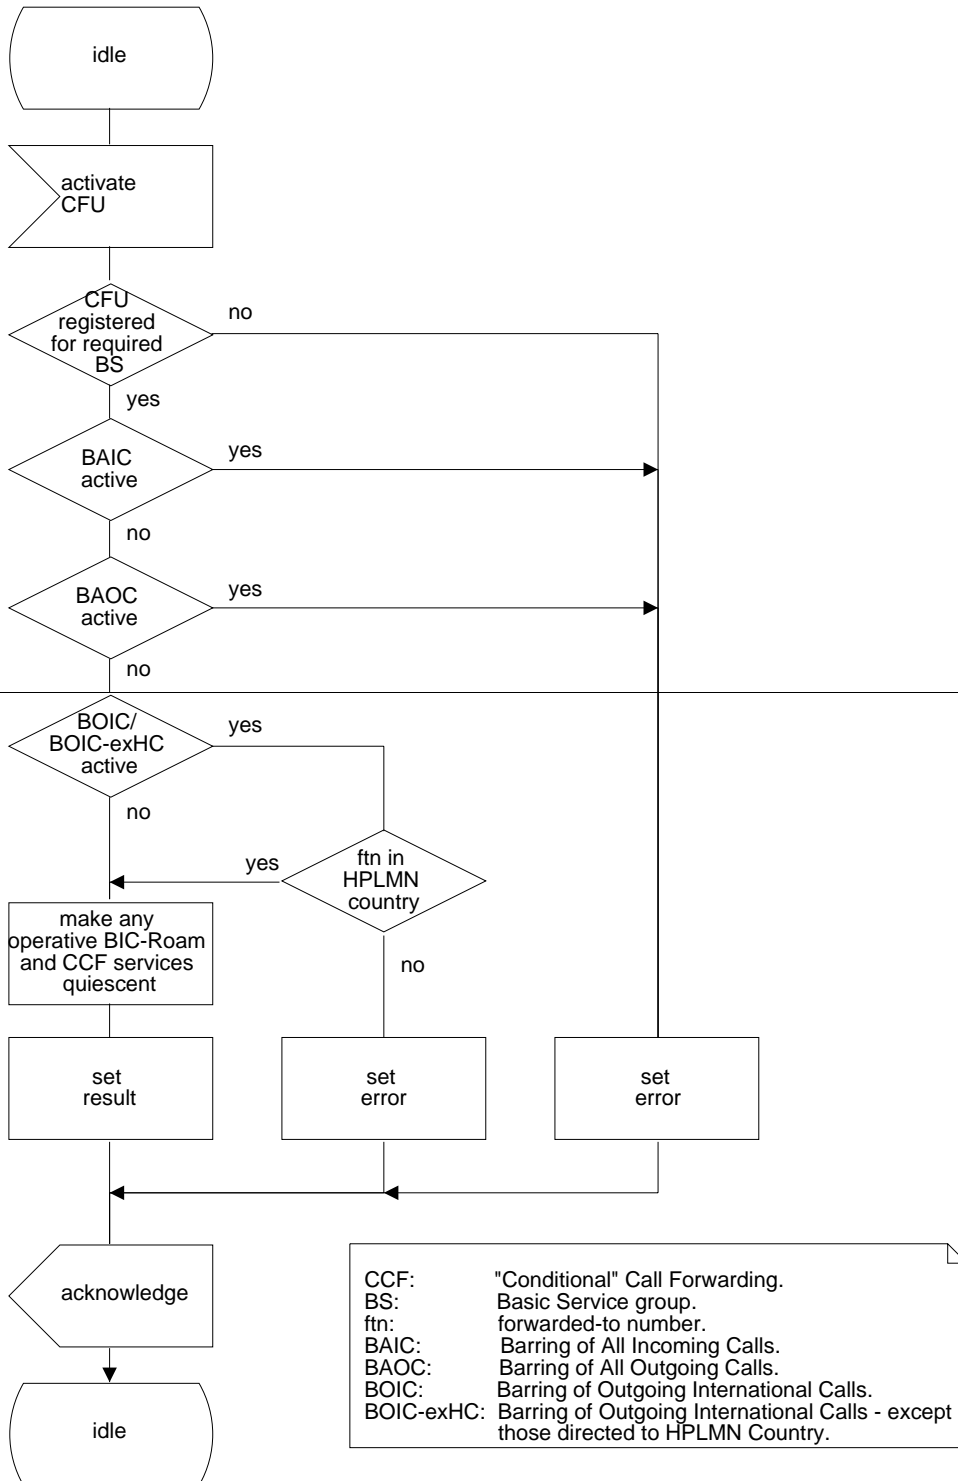 idle
activate
CFU
CFU
registered
for required
BS
no
yes
BAIC
active
yes
no
BAOC
active
yes
no
BOIC/
BOIC-exHC
active
yes
no
yes
ftn in
HPLMN
country
make any
operative BIC-Roam
and CCF services
quiescent
no
set
result
set
error
set
error
acknowledge
CCF: "Conditional" Call Forwarding.
BS: Basic Service group.
ftn: forwarded-to number.
BAIC: Barring of All Incoming Calls.
BAOC: Barring of All Outgoing Calls.
BOIC: Barring of Outgoing International Calls.
BOIC-exHC: Barring of Outgoing International Calls - except
those directed to HPLMN Country.
idle